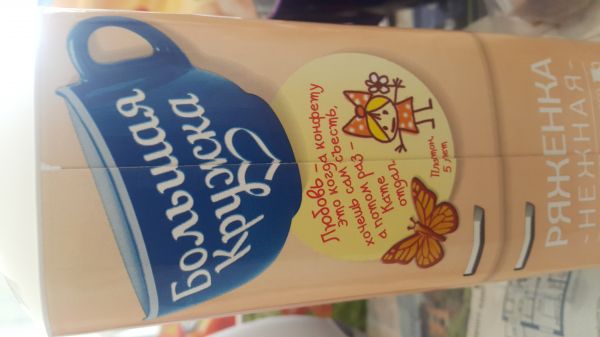 Большая
Кружка
Любовь –
это когда конфету
хочешь сам съесть,
а потом раз –
и Кате
отдал.
Платон,
5 лет
РЯЖЕНКА
-НЕЖНАЯ-